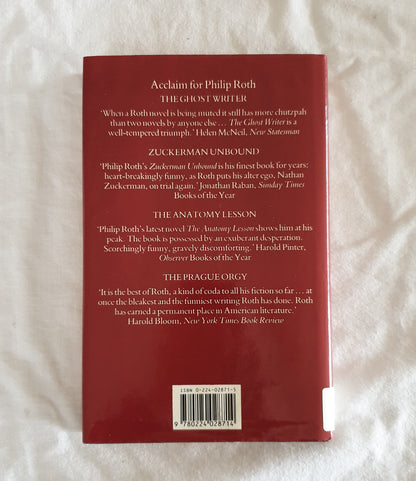 Acclaim for Philip Roth
THE GHOST WRITER
'When a Roth novel is being muted it still has more chutzpah
than two novels by anyone else ... The Ghost Writer is a
well-tempered triumph.' Helen McNeil, New Statesman
ZUCKERMAN UNBOUND
'Philip Roth's Zuckerman Unbound is his finest book for years:
heart-breakingly funny, as Roth puts his alter ego, Nathan
Zuckerman, on trial again.' Jonathan Raban, Sunday Times
Books of the Year
THE ANATOMY LESSON
'Philip Roth's latest novel The Anatomy Lesson shows him at his
peak. The book is possessed by an exuberant desperation.
Scorchingly funny, gravely discomforting.' Harold Pinter,
Observer Books of the Year
THE PRAGUE ORGY
'It is the best of Roth, a kind of coda to all his fiction so far ... at
once the bleakest and the funniest writing Roth has done. Roth
has earned a permanent place in American literature.'
Harold Bloom, New York Times Book Review
ISBN 0-224-02871-5
9 780224 028714